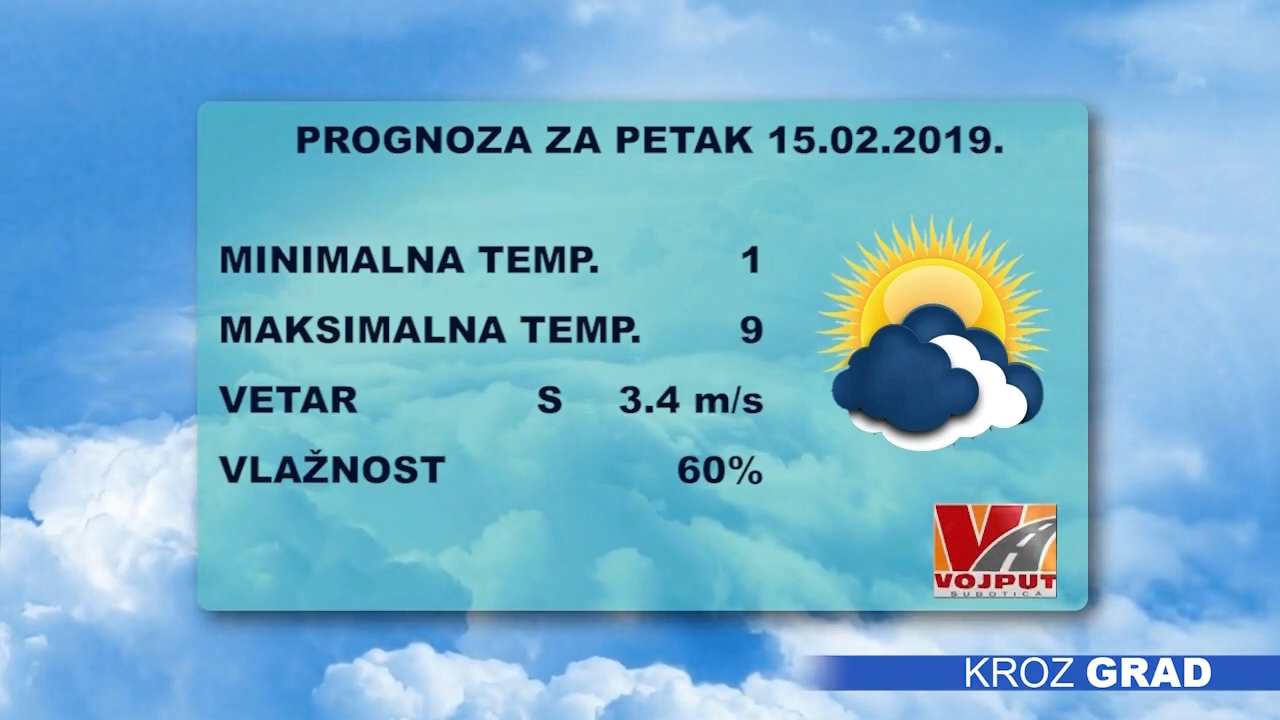 PROGNOZA ZA PETAK 15.02.2019.
MINIMALNA TEMP. 1
MAKSIMALNA TEMP. 9
VETAR S 3.4 m/s
VLAŽNOST 60%
VOJPUT
SUBOTICA
KROZ GRAD